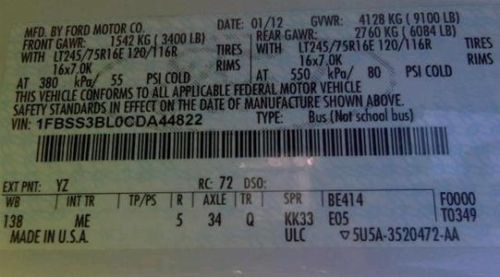 MFD. BY FORD MOTOR CO. DATE: 01/12 GVWR: 4128 KG ( 9100 LB)
FRONT GAWR: 1542 KG ( 3400 LB) REAR GAWR: 2760 KG ( 6084 LB)
WITH LT245/75R16E 120/116R TIRES WITH LT245/75R16E 120/116R TIRES
16x7.0K RIMS 16x7.0K RIMS
AT 380 kPa/ 55 PSI COLD AT 550 kPa/ 80 PSI COLD
THIS VEHICLE CONFORMS TO ALL APPLICABLE FEDERAL MOTOR VEHICLE
SAFETY STANDARDS IN EFFECT ON THE DATE OF MANUFACTURE SHOWN ABOVE.
VIN: 1FBSS3BL0CDA44822 TYPE: Bus (Not school bus)
EXT PNT: YZ RC: 72 DSO:
WB INT TR TP/PS R AXLE TR SPR BE414 F0000
138 ME 5 34 Q KK33 E05 T0349
MADE IN U.S.A. ULC ▽5U5A-3520472-AA